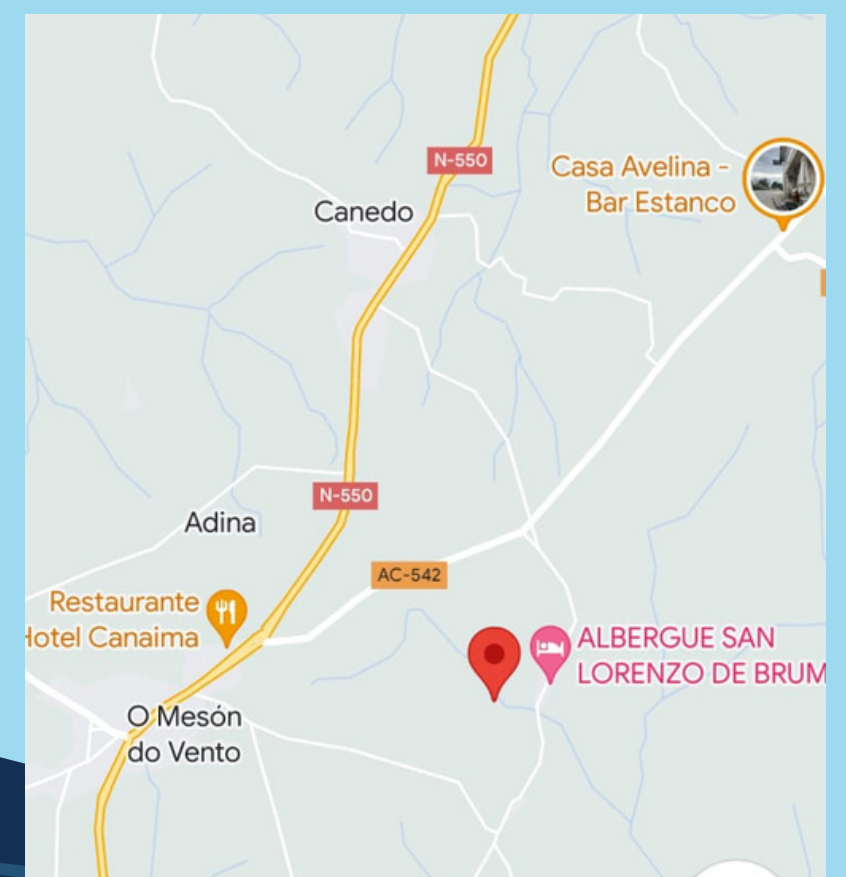 N-550
Casa Avelina -
Bar Estanco
Canedo
N-550
Adina
AC-542
Restaurante
Hotel Canaima
ALBERGUE SAN
LORENZO DE BRUM
O Mesón
do Vento